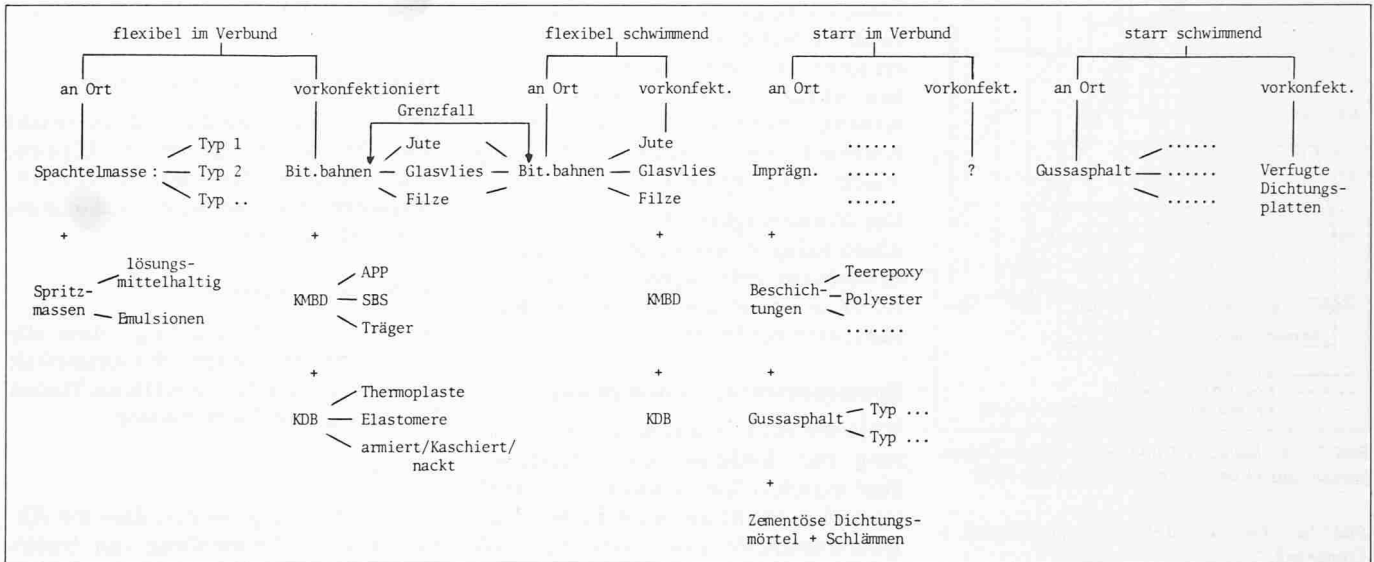 flexibel im Verbund
flexibel schwimmend
starr im Verbund
starr schwimmend
an Ort
vorkonfektioniert
an Ort
vorkonfekt.
an Ort
vorkonfekt.
an Ort
vorkonfekt.
Grenzfall
Spachtelmasse :
Typ 1
Typ 2
Typ ..
Bit.bahnen
Jute
Glasvlies
Filze
Bit.bahnen
Jute
Glasvlies
Filze
Imprägn.
......
......
......
?
Gussasphalt
......
......
......
Verfugte
Dichtungs-
platten
+
+
+
+
Spritz-
massen
lösungs-
mittelhaltig
Emulsionen
KMBD
APP
SBS
Träger
KMBD
Beschich-
tungen
Teerepoxy
Polyester
.......
+
+
+
KDB
Thermoplaste
Elastomere
armiert/Kaschiert/
nackt
KDB
Gussasphalt
Typ ...
Typ ...
+
Zementöse Dichtungs-
mörtel + Schlämmen